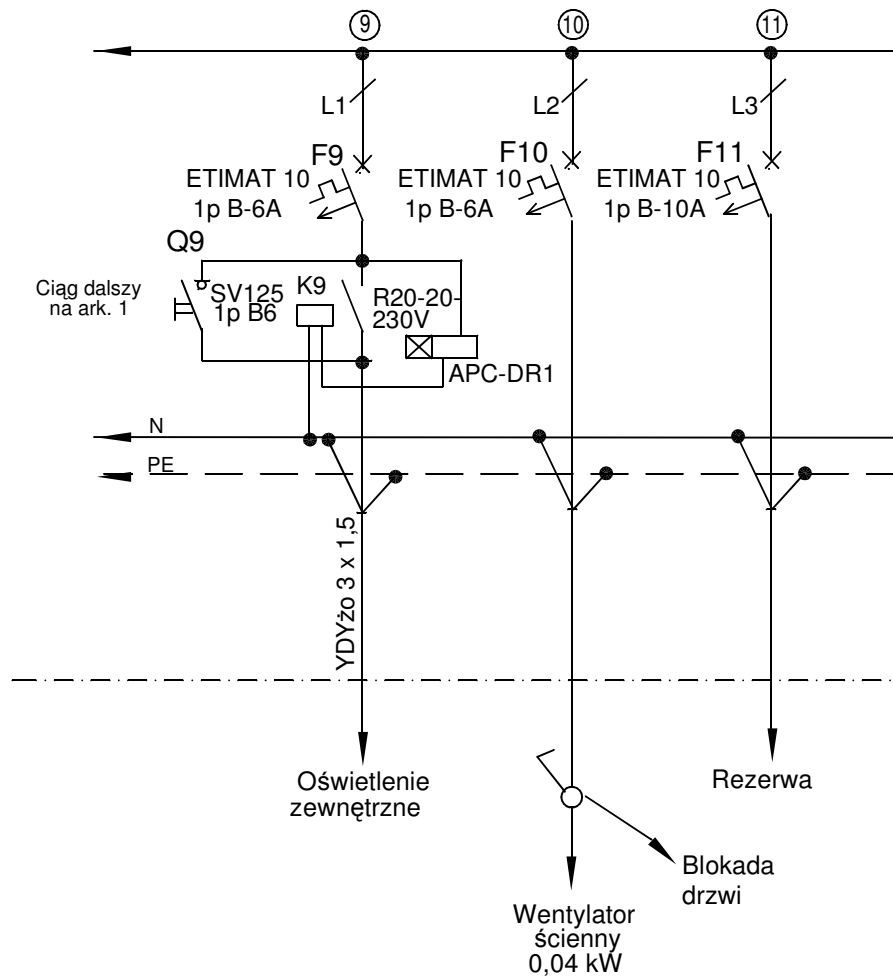 9
10
11
L1
L2
L3
F9
F10
F11
ETIMAT 10
1p B-6A
ETIMAT 10
1p B-6A
ETIMAT 10
1p B-10A
Q9
Ciąg dalszy
na ark. 1
SV125
1p B6
K9
R20-20-
230V
APC-DR1
N
PE
YDYżo 3 x 1,5
Oświetlenie
zewnętrzne
Rezerwa
Blokada
drzwi
Wentylator
ścienny
0,04 kW